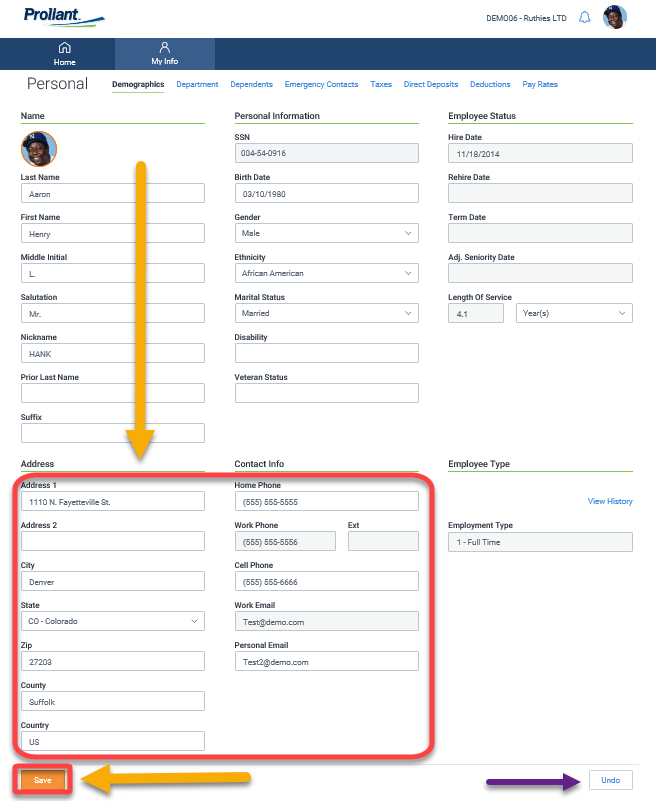 Proliant.
DEMO06 - Ruthies LTD
Home
My Info
Personal
Demographics
Department
Dependents
Emergency Contacts
Taxes
Direct Deposits
Deductions
Pay Rates
Name
Last Name
Aaron
First Name
Henry
Middle Initial
L.
Salutation
Mr.
Nickname
HANK
Prior Last Name
Suffix
Personal Information
SSN
004-54-0916
Birth Date
03/10/1980
Gender
Male
Ethnicity
African American
Marital Status
Married
Disability
Veteran Status
Employee Status
Hire Date
11/18/2014
Rehire Date
Term Date
Adj. Seniority Date
Length Of Service
4.1
Year(s)
Address
Address 1
1110 N. Fayetteville St.
Address 2
City
Denver
State
CO - Colorado
Zip
27203
County
Suffolk
Country
US
Contact Info
Home Phone
(555) 555-5555
Work Phone
Ext
(555) 555-5556
Cell Phone
(555) 555-6666
Work Email
Test@demo.com
Personal Email
Test2@demo.com
Employee Type
View History
Employment Type
1 - Full Time
Save
Undo